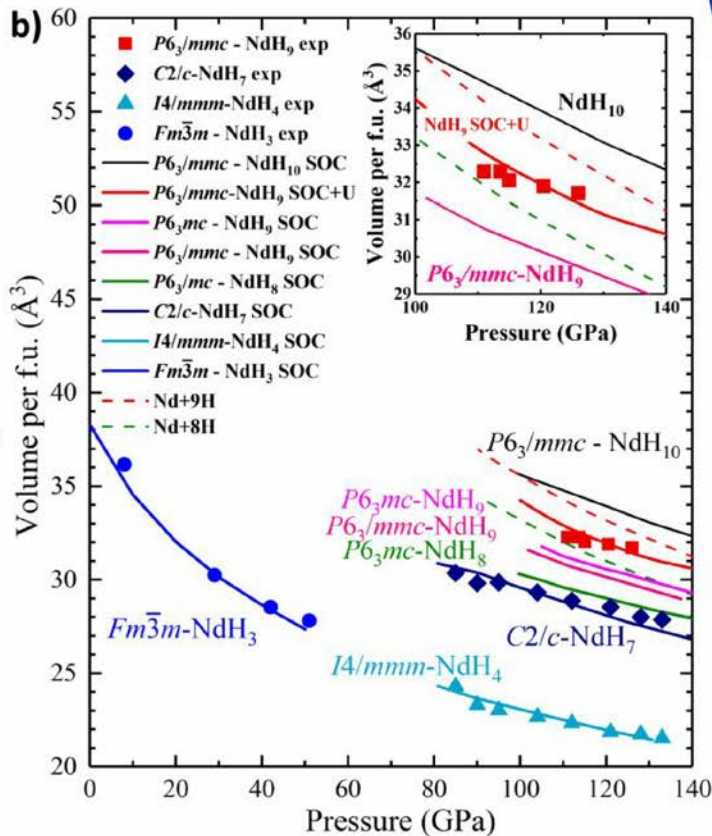 b)
60
55
50
45
40
35
30
25
20
0
20
40
60
80
100
120
140
Volume per f.u. (Å³)
Pressure (GPa)
P6₃/mmc - NdH₉ exp
C2/c-NdH₇ exp
I4/mmm-NdH₄ exp
Fm3̅m - NdH₃ exp
P6₃/mmc - NdH₁₀ SOC
P6₃/mmc-NdH₉ SOC+U
P6₃mc - NdH₉ SOC
P6₃/mmc - NdH₉ SOC
P6₃/mc - NdH₈ SOC
C2/c-NdH₇ SOC
I4/mmm-NdH₄ SOC
Fm3̅m - NdH₃ SOC
Nd+9H
Nd+8H
36
35
34
33
32
31
30
29
100
120
140
Volume per f.u. (Å³)
Pressure (GPa)
NdH₁₀
NdH₉ SOC+U
P6₃/mmc-NdH₉
P6₃/mmc - NdH₁₀
P6₃mc-NdH₉
P6₃/mmc-NdH₉
P6₃mc-NdH₈
C2/c-NdH₇
Fm3̅m-NdH₃
I4/mmm-NdH₄